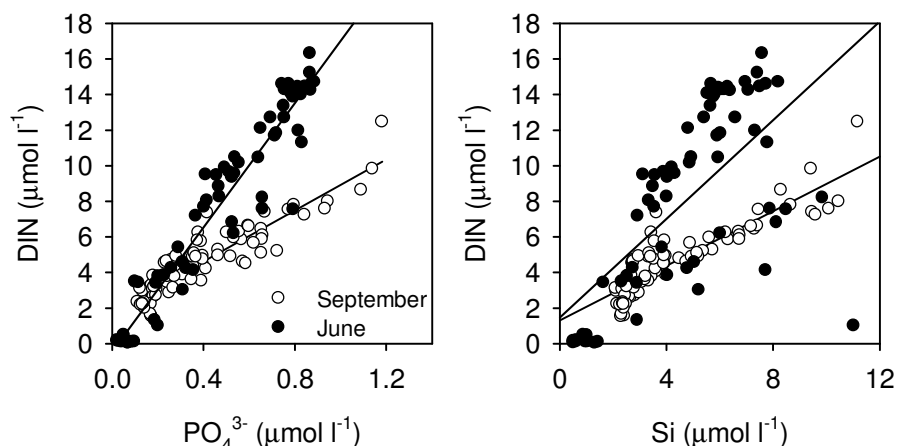 18
16
14
12
10
8
6
4
2
0
DIN (μmol l⁻¹)
0.0 0.4 0.8 1.2
PO₄³⁻ (μmol l⁻¹)
September
June
18
16
14
12
10
8
6
4
2
0
DIN (μmol l⁻¹)
0 4 8 12
Si (μmol l⁻¹)